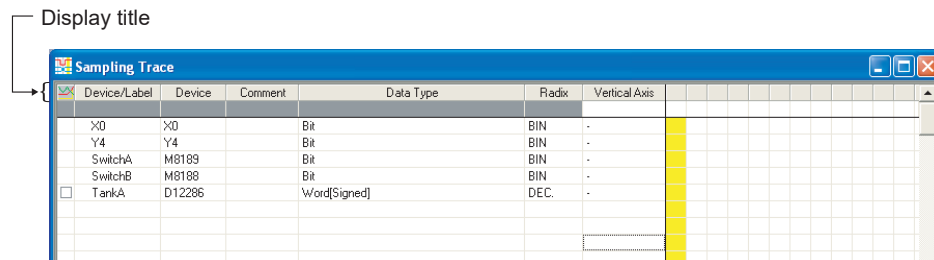 Display title
Sampling Trace
Device/Label Device Comment Data Type Radix Vertical Axis
X0 X0 Bit BIN -
Y4 Y4 Bit BIN -
SwitchA M8189 Bit BIN -
SwitchB M8188 Bit BIN -
TankA D12286 Word[Signed] DEC. -